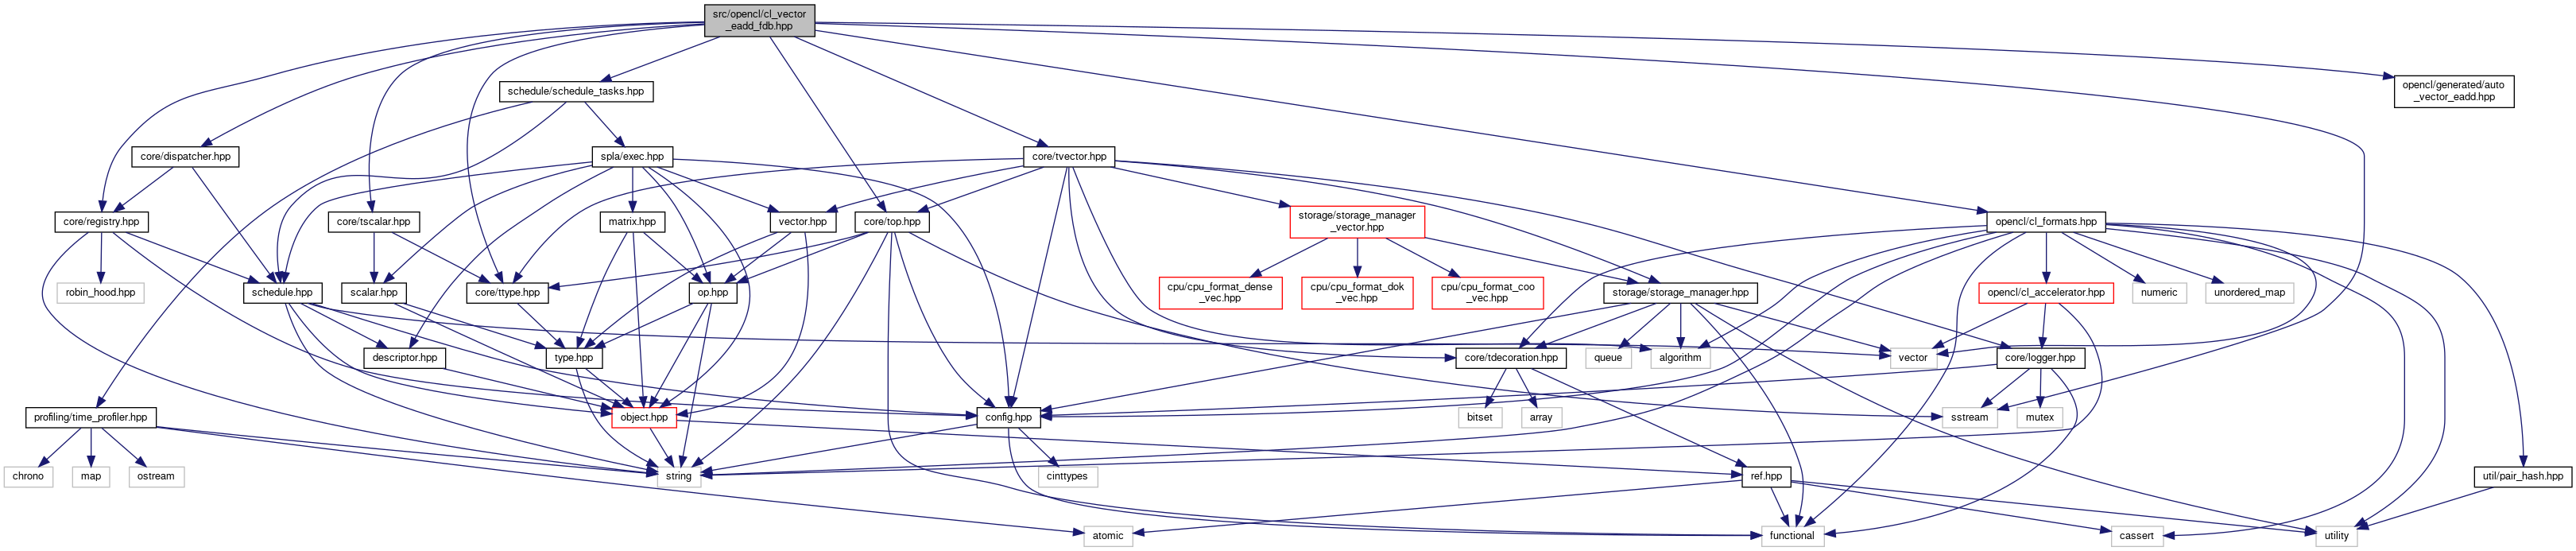 src/opencl/cl_vector
_eadd_fdb.hpp
schedule/schedule_tasks.hpp
opencl/generated/auto
_vector_eadd.hpp
core/dispatcher.hpp
spla/exec.hpp
core/tvector.hpp
core/registry.hpp
core/tscalar.hpp
matrix.hpp
vector.hpp
core/top.hpp
storage/storage_manager
_vector.hpp
opencl/cl_formats.hpp
robin_hood.hpp
schedule.hpp
scalar.hpp
core/ttype.hpp
op.hpp
cpu/cpu_format_dense
_vec.hpp
cpu/cpu_format_dok
_vec.hpp
cpu/cpu_format_coo
_vec.hpp
storage/storage_manager.hpp
opencl/cl_accelerator.hpp
numeric
unordered_map
descriptor.hpp
type.hpp
core/tdecoration.hpp
queue
algorithm
vector
core/logger.hpp
profiling/time_profiler.hpp
object.hpp
config.hpp
bitset
array
sstream
mutex
chrono
map
ostream
string
cinttypes
ref.hpp
util/pair_hash.hpp
atomic
functional
cassert
utility